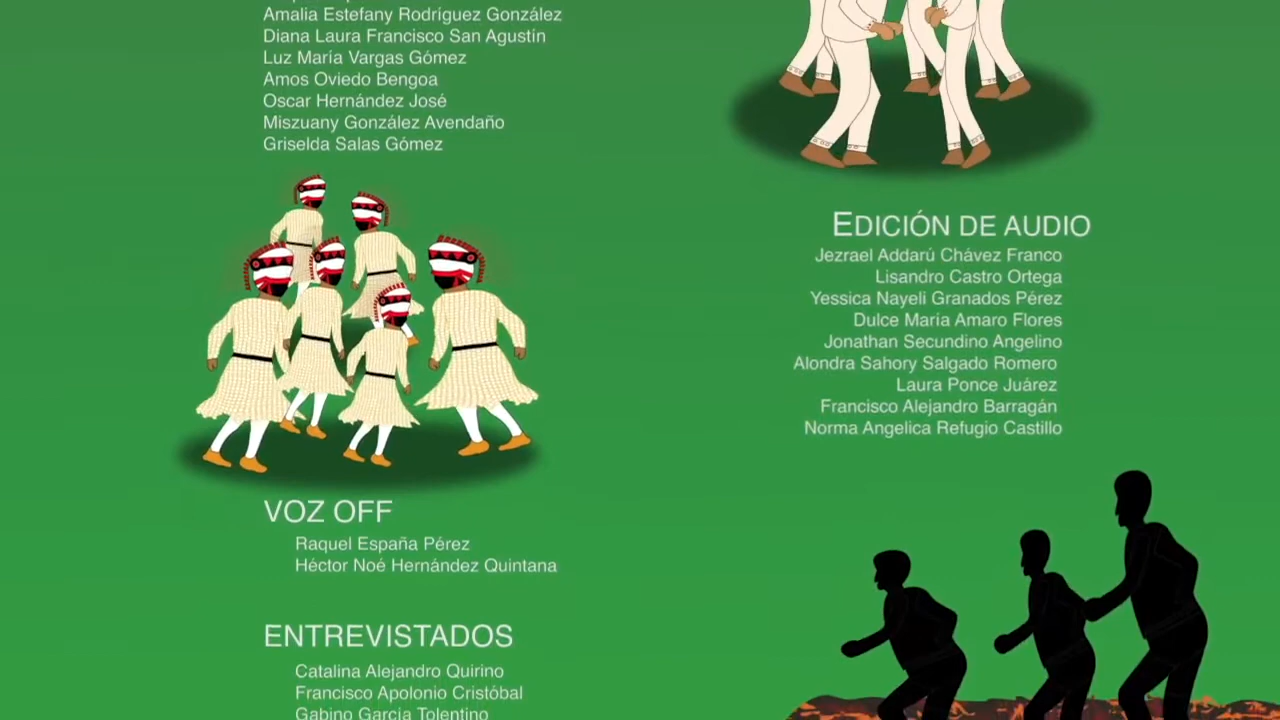 Amalia Estefany Rodríguez González
Diana Laura Francisco San Agustín
Luz María Vargas Gómez
Amos Oviedo Bengoa
Oscar Hernández José
Miszuany González Avendaño
Griselda Salas Gómez
VOZ OFF
Raquel España Pérez
Héctor Noé Hernández Quintana
ENTREVISTADOS
Catalina Alejandro Quirino
Francisco Apolonio Cristóbal
Gabino García Tolentino
EDICIÓN DE AUDIO
Jezrael Addarú Chávez Franco
Lisandro Castro Ortega
Yessica Nayeli Granados Pérez
Dulce María Amaro Flores
Jonathan Secundino Angelino
Alondra Sahory Salgado Romero
Laura Ponce Juárez
Francisco Alejandro Barragán
Norma Angelica Refugio Castillo